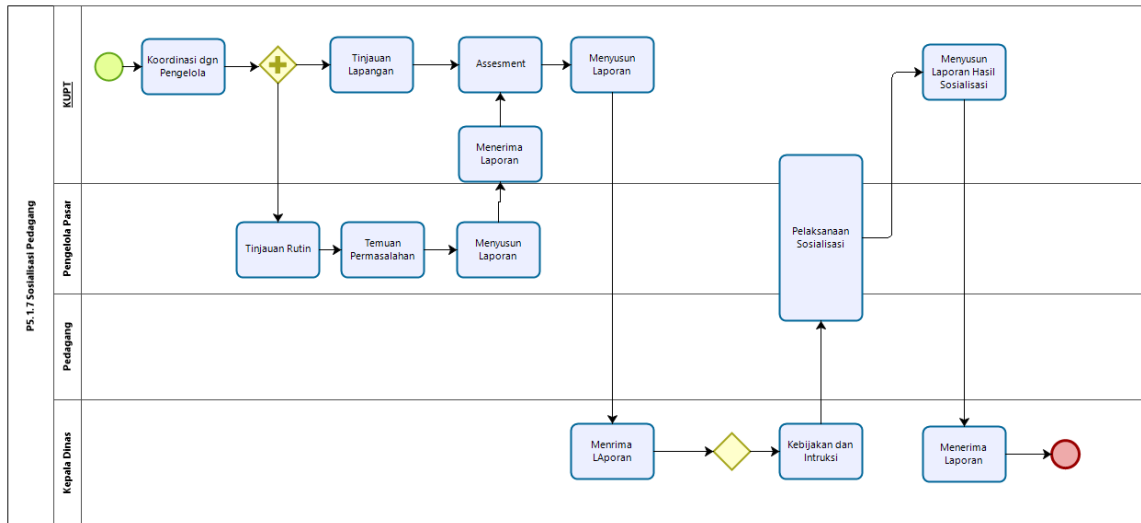 P5.1.7 Sosialisasi Pedagang
KUPT
Koordinasi dgn
Pengelola
Tinjauan
Lapangan
Assesment
Menyusun
Laporan
Menyusun
Laporan Hasil
Sosialisasi
Menerima
Laporan
Pengelola Pasar
Tinjauan Rutin
Temuan
Permasalahan
Menyusun
Laporan
Pelaksanaan
Sosialisasi
Pedagang
Kepala Dinas
Menrima
LAporan
Kebijakan dan
Intruksi
Menerima
Laporan